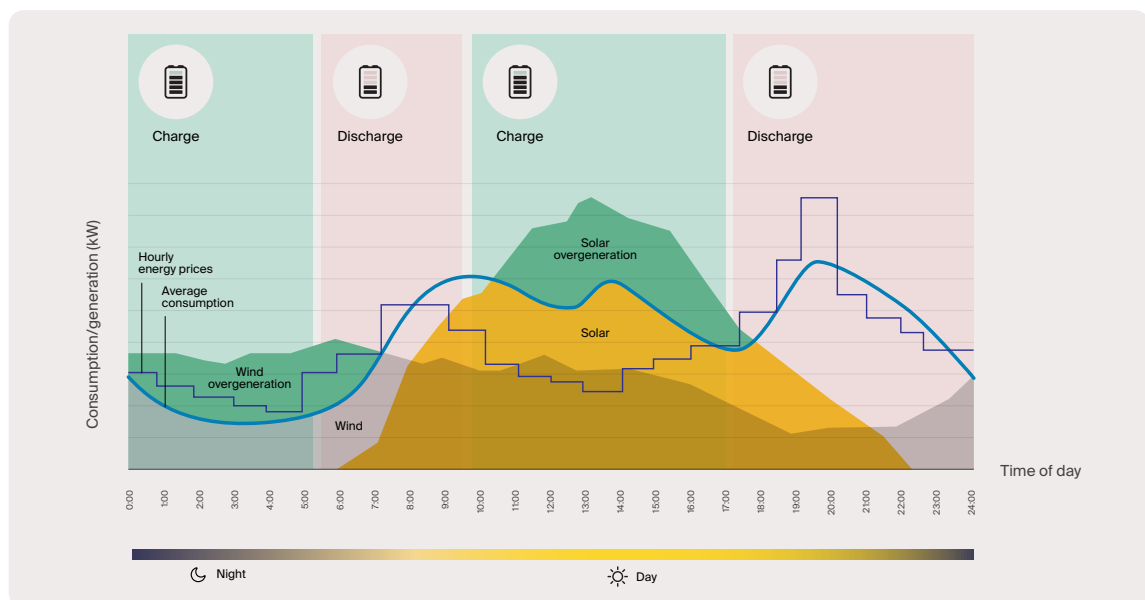 Charge
Discharge
Charge
Discharge
Consumption/generation (kW)
Hourly
energy prices
Average
consumption
Solar
overgeneration
Solar
Wind
overgeneration
Wind
Time of day
0:00
1:00
2:00
3:00
4:00
5:00
6:00
7:00
8:00
9:00
10:00
11:00
12:00
13:00
14:00
15:00
16:00
17:00
18:00
19:00
20:00
21:00
22:00
23:00
24:00
Night
Day